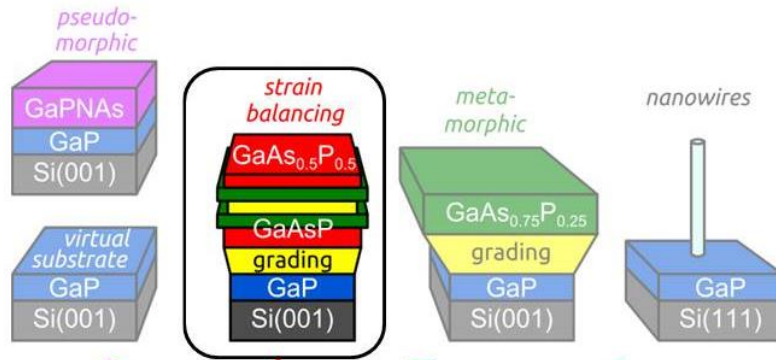 pseudo-
morphic
GaPNAs
GaP
Si(001)
virtual
substrate
GaP
Si(001)
strain
balancing
GaAs₀.₅P₀.₅
GaAsP
grading
GaP
Si(001)
meta-
morphic
GaAs₀.₇₅P₀.₂₅
grading
Si(001)
nanowires
GaP
Si(111)